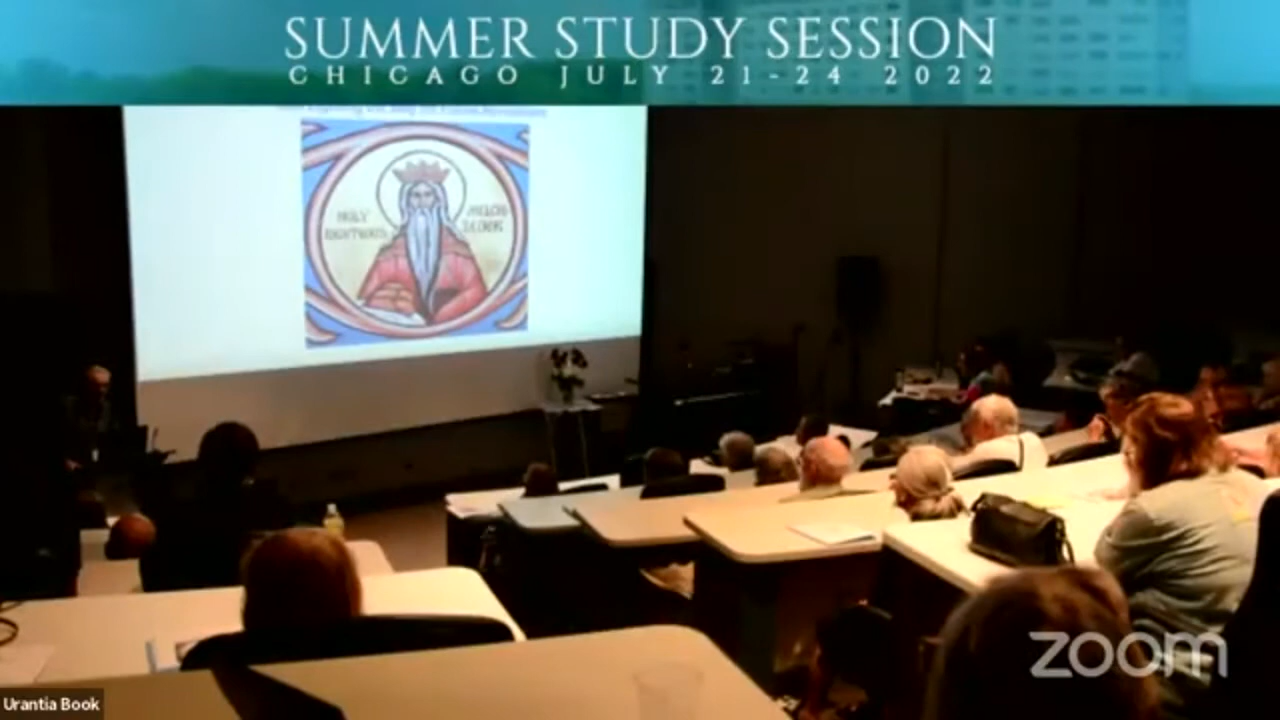 SUMMER STUDY SESSION
CHICAGO JULY 21-24 2022
HOLY
RIGHTEOUS
MELCHI
ZEDEK
zoom
Urantia Book